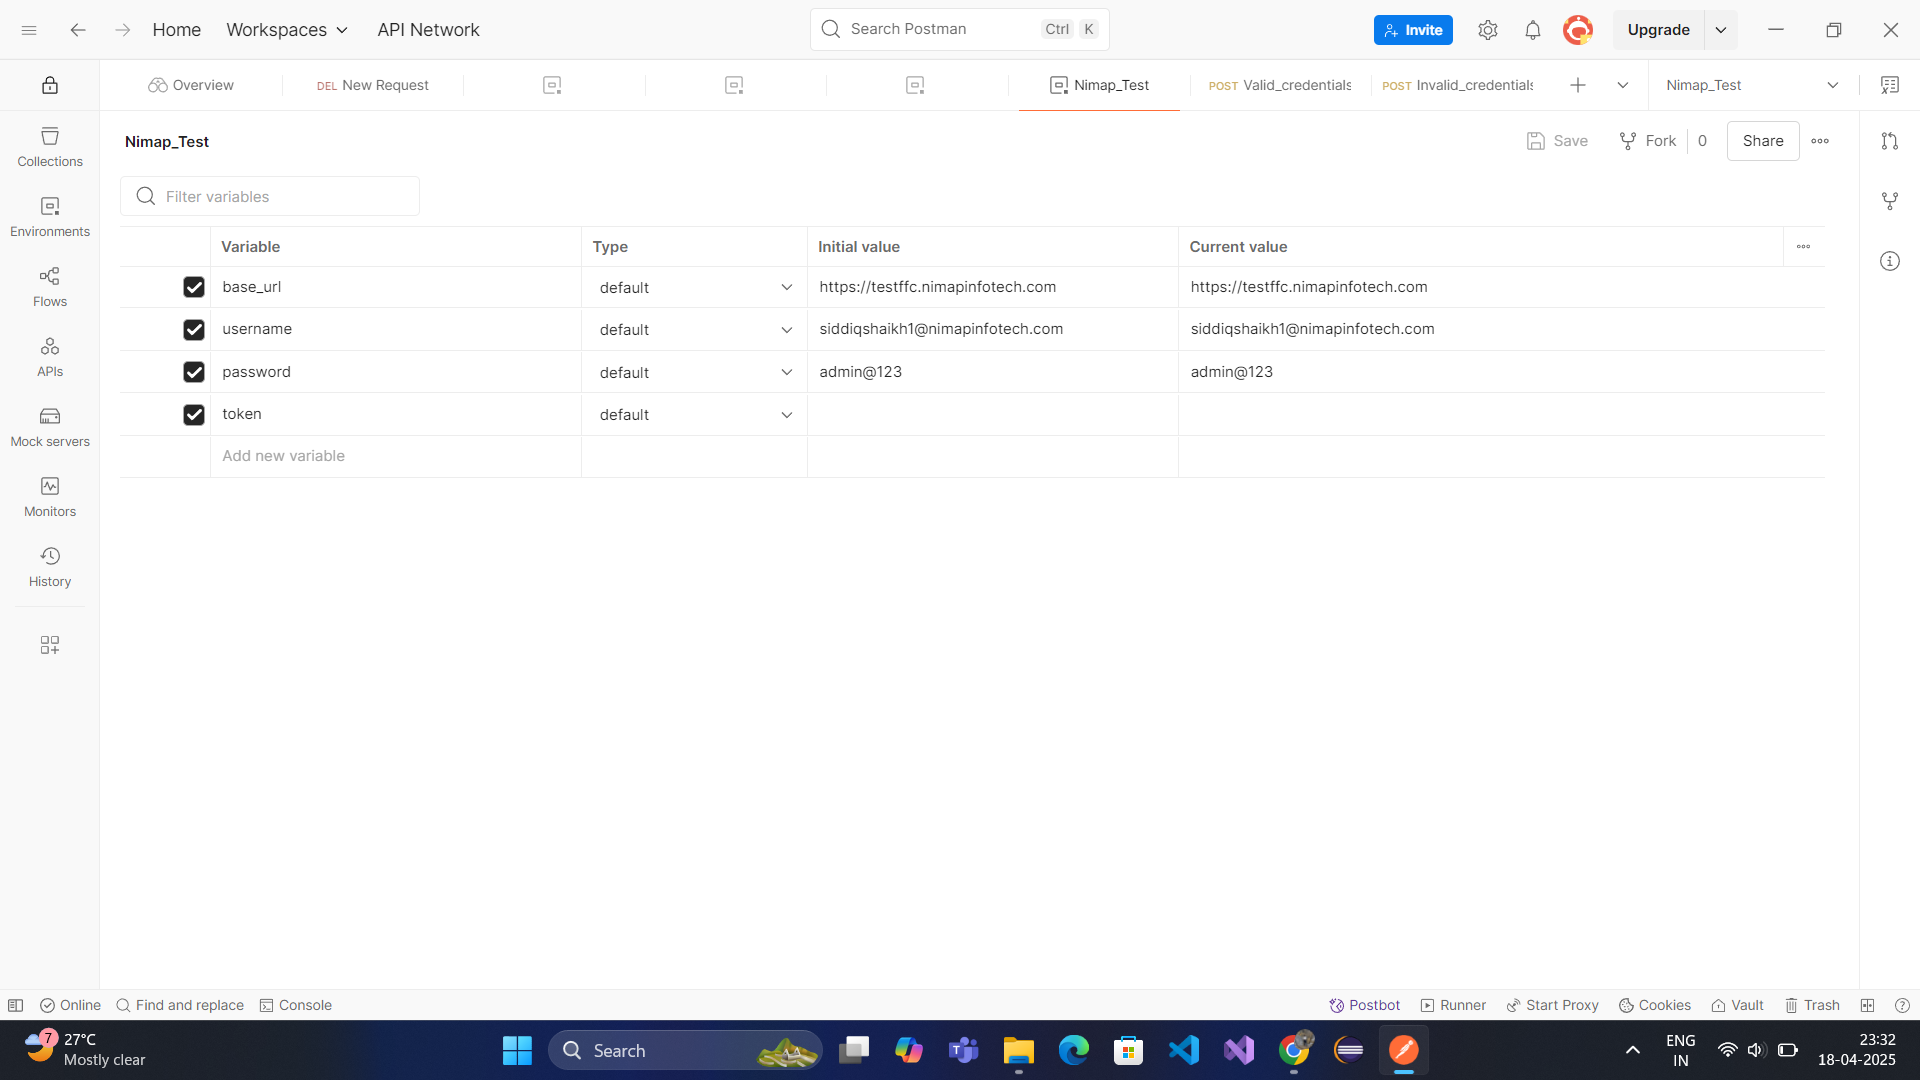 Home
Workspaces
API Network
Search Postman
Ctrl K
Invite
Upgrade
Overview
DEL New Request
Nimap_Test
POST Valid_credentials
POST Invalid_credentials
Nimap_Test
Collections
Environments
Flows
APIs
Mock servers
Monitors
History
Nimap_Test
Save
Fork 0
Share
Filter variables
Variable Type Initial value Current value
base_url default https://testffc.nimapinfotech.com https://testffc.nimapinfotech.com
username default siddiqshaikh1@nimapinfotech.com siddiqshaikh1@nimapinfotech.com
password default admin@123 admin@123
token default
Add new variable
Online
Find and replace
Console
Postbot
Runner
Start Proxy
Cookies
Vault
Trash
7
27°C
Mostly clear
Search
ENG
IN
23:32
18-04-2025